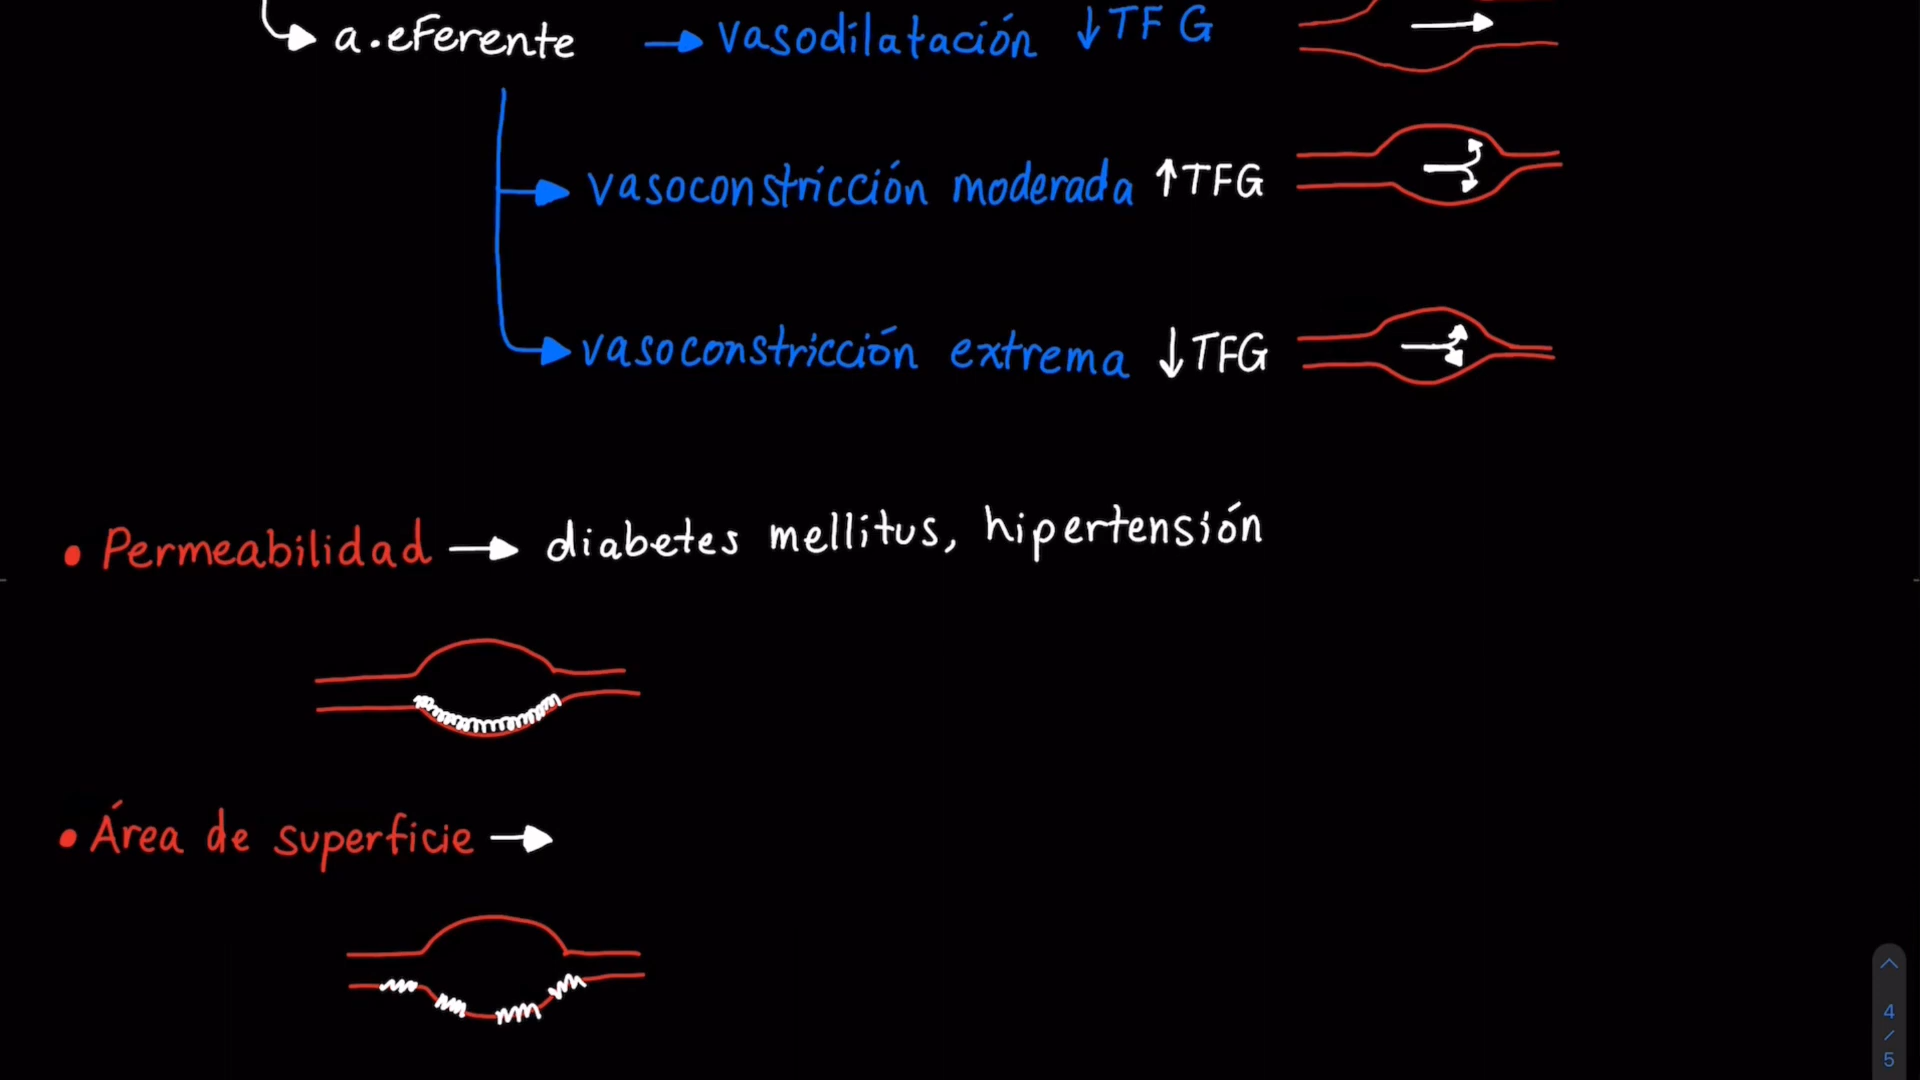 a.eferente → vasodilatación ↓TFG
vasoconstricción moderada ↑TFG
vasoconstricción extrema ↓TFG
• Permeabilidad → diabetes mellitus, hipertensión
• Área de superficie →
4
/
5